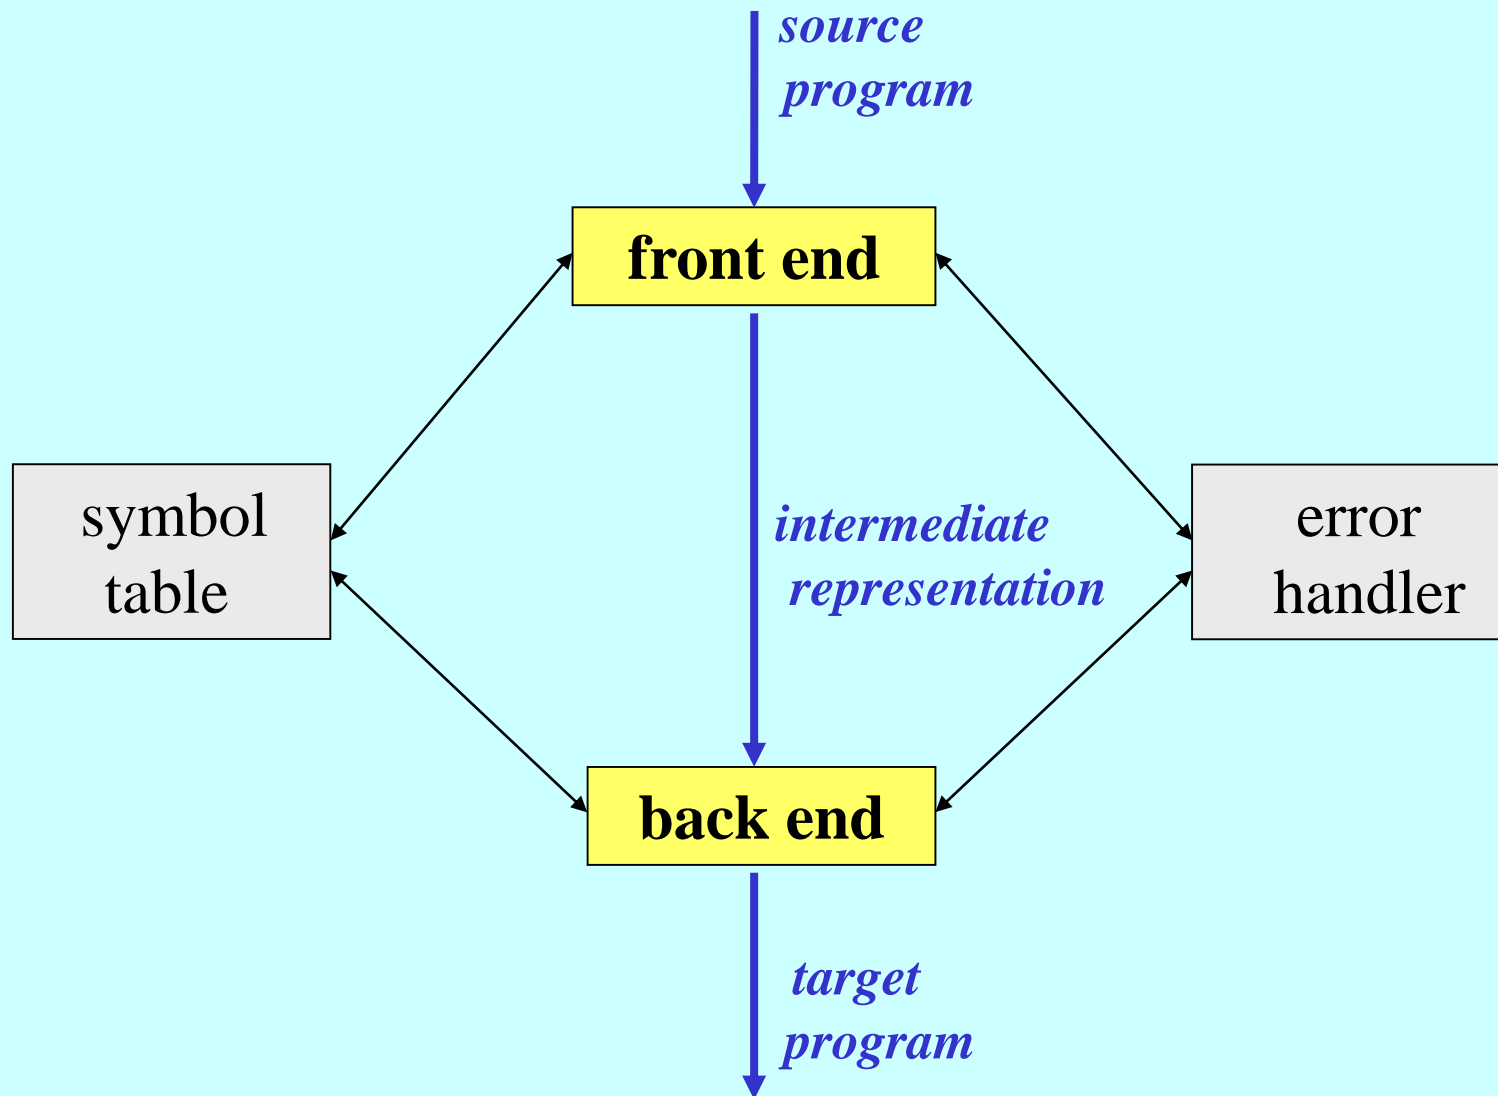 source
program
front end
symbol
table
intermediate
representation
error
handler
back end
target
program